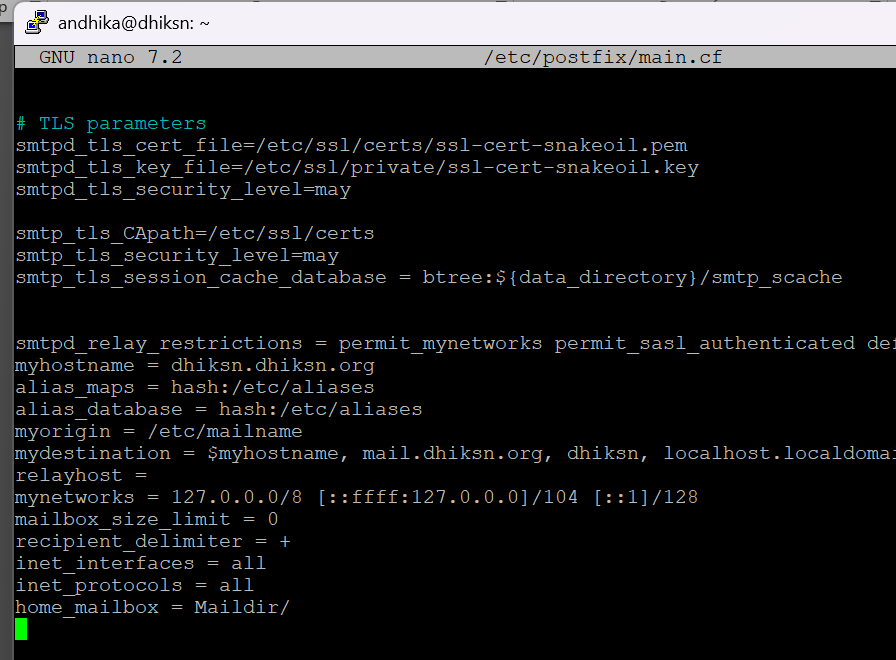 andhika@dhiksn: ~
GNU nano 7.2 /etc/postfix/main.cf
# TLS parameters
smtpd_tls_cert_file=/etc/ssl/certs/ssl-cert-snakeoil.pem
smtpd_tls_key_file=/etc/ssl/private/ssl-cert-snakeoil.key
smtpd_tls_security_level=may
smtp_tls_CApath=/etc/ssl/certs
smtp_tls_security_level=may
smtp_tls_session_cache_database = btree:${data_directory}/smtp_scache
smtpd_relay_restrictions = permit_mynetworks permit_sasl_authenticated
myhostname = dhiksn.dhiksn.org
alias_maps = hash:/etc/aliases
alias_database = hash:/etc/aliases
myorigin = /etc/mailname
mydestination = $myhostname, mail.dhiksn.org, dhiksn, localhost.localdomai
relayhost =
mynetworks = 127.0.0.0/8 [::ffff:127.0.0.0]/104 [::1]/128
mailbox_size_limit = 0
recipient_delimiter = +
inet_interfaces = all
inet_protocols = all
home_mailbox = Maildir/